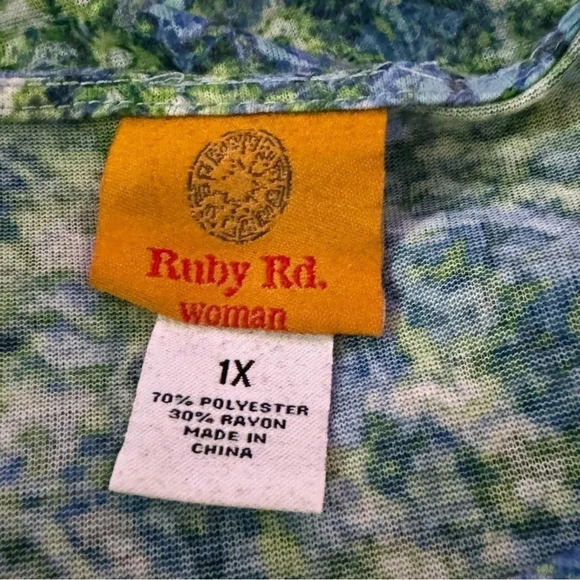 Ruby Rd.
woman
1X
70% POLYESTER
30% RAYON
MADE IN
CHINA